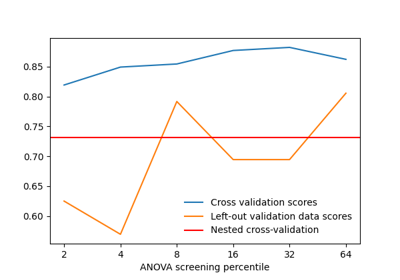 0.85
0.80
0.75
0.70
0.65
0.60
Cross validation scores
Left-out validation data scores
Nested cross-validation
2 4 8 16 32 64
ANOVA screening percentile